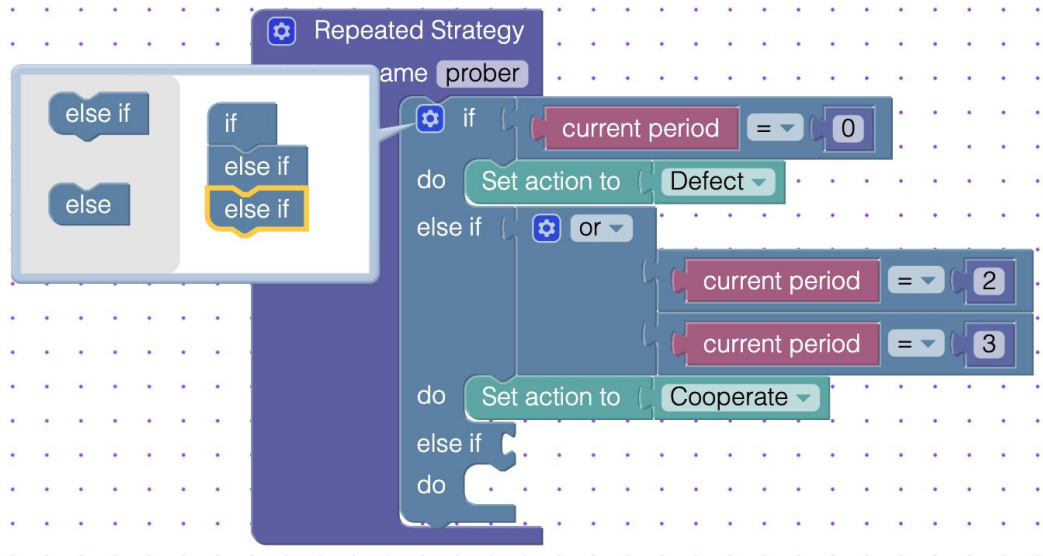 Repeated Strategy
ame prober
else if
else
if
else if
else if
if current period = 0
do Set action to Defect
else if or
current period = 2
current period = 3
do Set action to Cooperate
else if
do